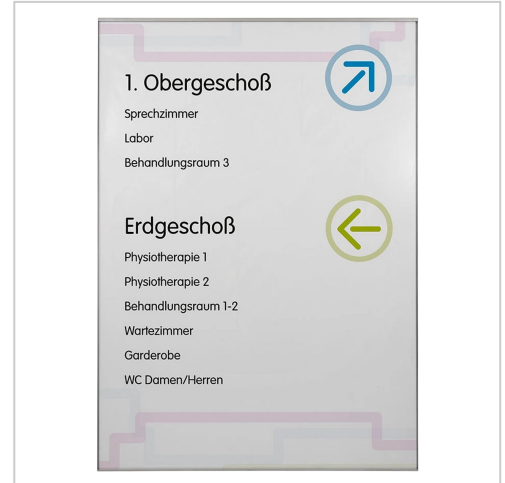 1. Obergeschoß
Sprechzimmer
Labor
Behandlungsraum 3
Erdgeschoß
Physiotherapie 1
Physiotherapie 2
Behandlungsraum 1-2
Wartezimmer
Garderobe
WC Damen/Herren